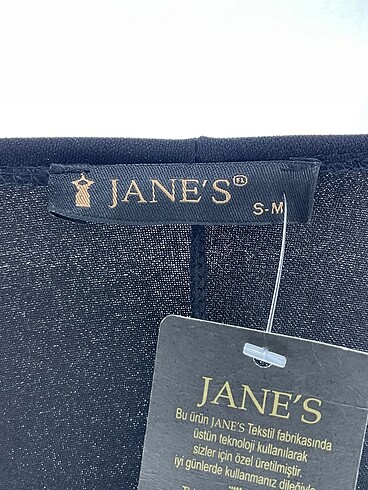 JANE'S
S-M
JANE'S
Bu ürün JANE'S Tekstil fabrikasında
üstün teknoloji kullanılarak
sizler için özel üretilmiştir.
iyi günlerde kullanmanız dileğiyle